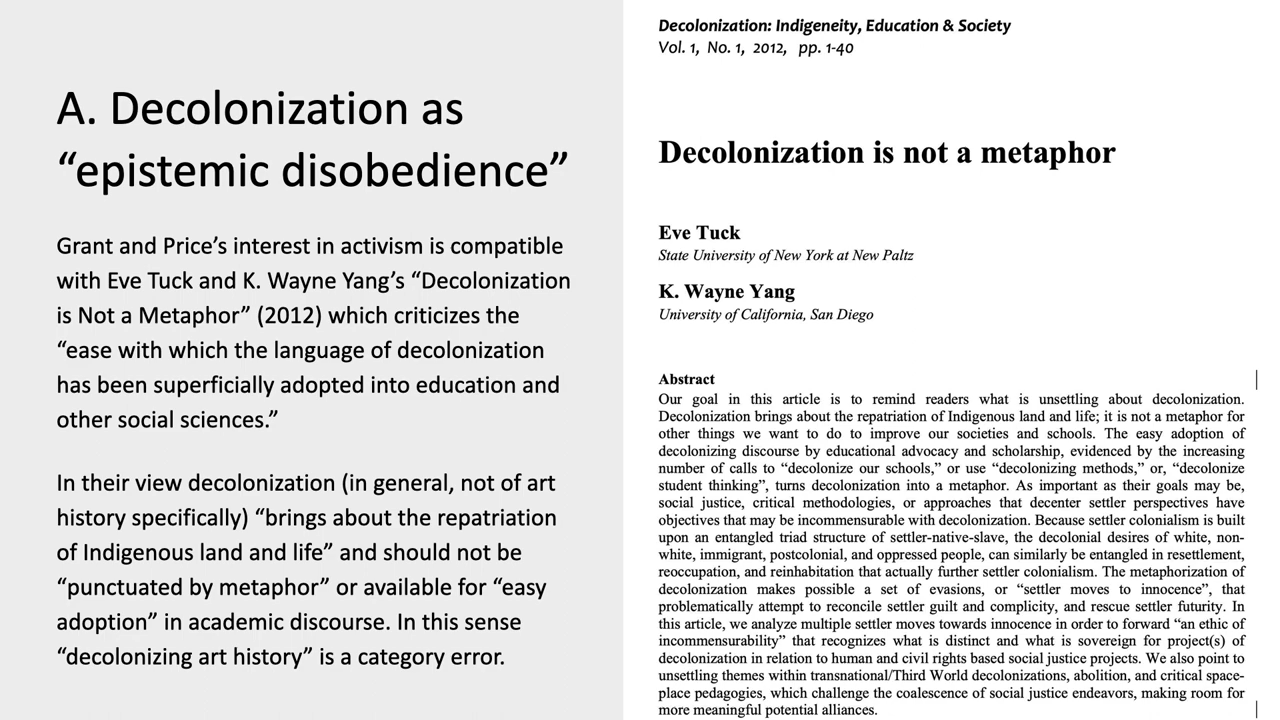 A. Decolonization as
“epistemic disobedience”
Grant and Price’s interest in activism is compatible
with Eve Tuck and K. Wayne Yang’s “Decolonization
is Not a Metaphor” (2012) which criticizes the
“ease with which the language of decolonization
has been superficially adopted into education and
other social sciences.”
In their view decolonization (in general, not of art
history specifically) “brings about the repatriation
of Indigenous land and life” and should not be
“punctuated by metaphor” or available for “easy
adoption” in academic discourse. In this sense
“decolonizing art history” is a category error.
Decolonization: Indigeneity, Education & Society
Vol. 1, No. 1, 2012, pp. 1-40
Decolonization is not a metaphor
Eve Tuck
State University of New York at New Paltz
K. Wayne Yang
University of California, San Diego
Abstract
Our goal in this article is to remind readers what is unsettling about decolonization.
Decolonization brings about the repatriation of Indigenous land and life; it is not a metaphor for
other things we want to do to improve our societies and schools. The easy adoption of
decolonizing discourse by educational advocacy and scholarship, evidenced by the increasing
number of calls to “decolonize our schools,” or use “decolonizing methods,” or, “decolonize
student thinking”, turns decolonization into a metaphor. As important as their goals may be,
social justice, critical methodologies, or approaches that decenter settler perspectives have
objectives that may be incommensurable with decolonization. Because settler colonialism is built
upon an entangled triad structure of settler-native-slave, the decolonial desires of white, non-
white, immigrant, postcolonial, and oppressed people, can similarly be entangled in resettlement,
reoccupation, and reinhabitation that actually further settler colonialism. The metaphorization of
decolonization makes possible a set of evasions, or “settler moves to innocence”, that
problematically attempt to reconcile settler guilt and complicity, and rescue settler futurity. In
this article, we analyze multiple settler moves towards innocence in order to forward “an ethic of
incommensurability” that recognizes what is distinct and what is sovereign for project(s) of
decolonization in relation to human and civil rights based social justice projects. We also point to
unsettling themes within transnational/Third World decolonizations, abolition, and critical space-
place pedagogies, which challenge the coalescence of social justice endeavors, making room for
more meaningful potential alliances.